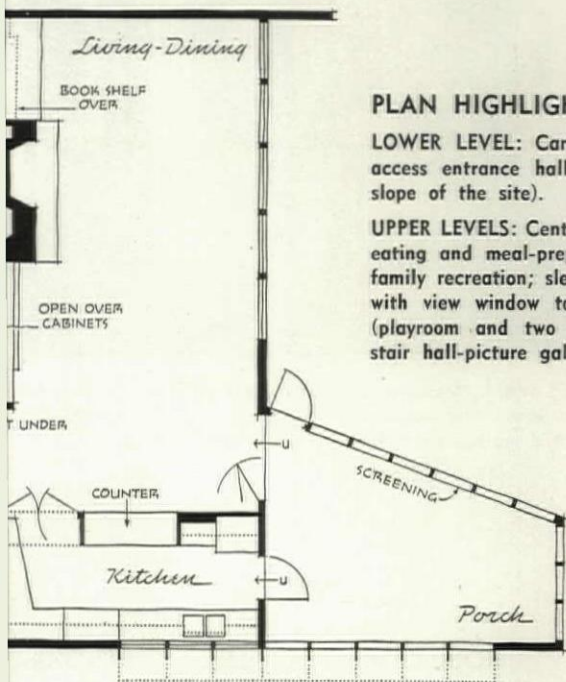 Living-Dining
BOOK SHELF
OVER
OPEN OVER
CABINETS
UNDER
COUNTER
U
SCREENING
Kitchen
U
Porch
PLAN HIGHLIGH
LOWER LEVEL: Car
access entrance hall
slope of the site).
UPPER LEVELS: Cent
eating and meal-pre
family recreation; sle
with view window to
(playroom and two
stair hall-picture gal